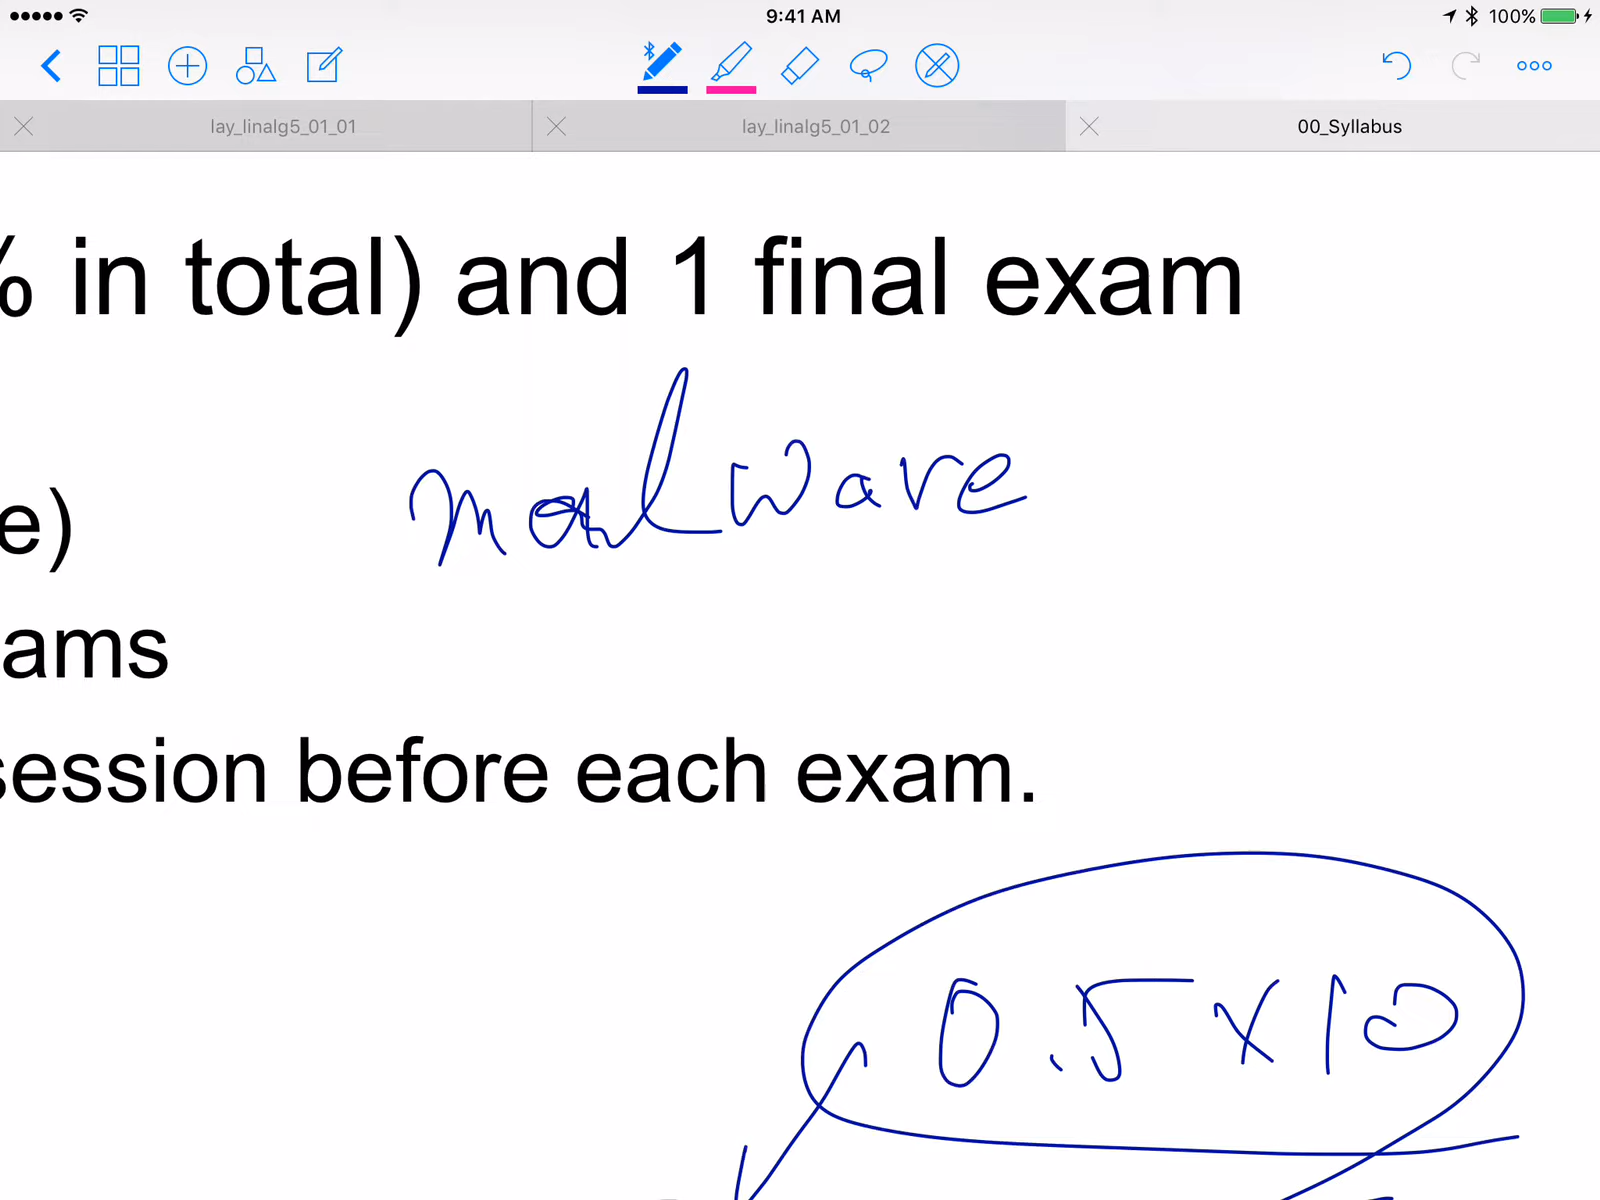 9:41 AM
100%
lay_linalg5_01_01
lay_linalg5_01_02
00_Syllabus
% in total) and 1 final exam
malware
e)
ams
session before each exam.
0.5 x 10